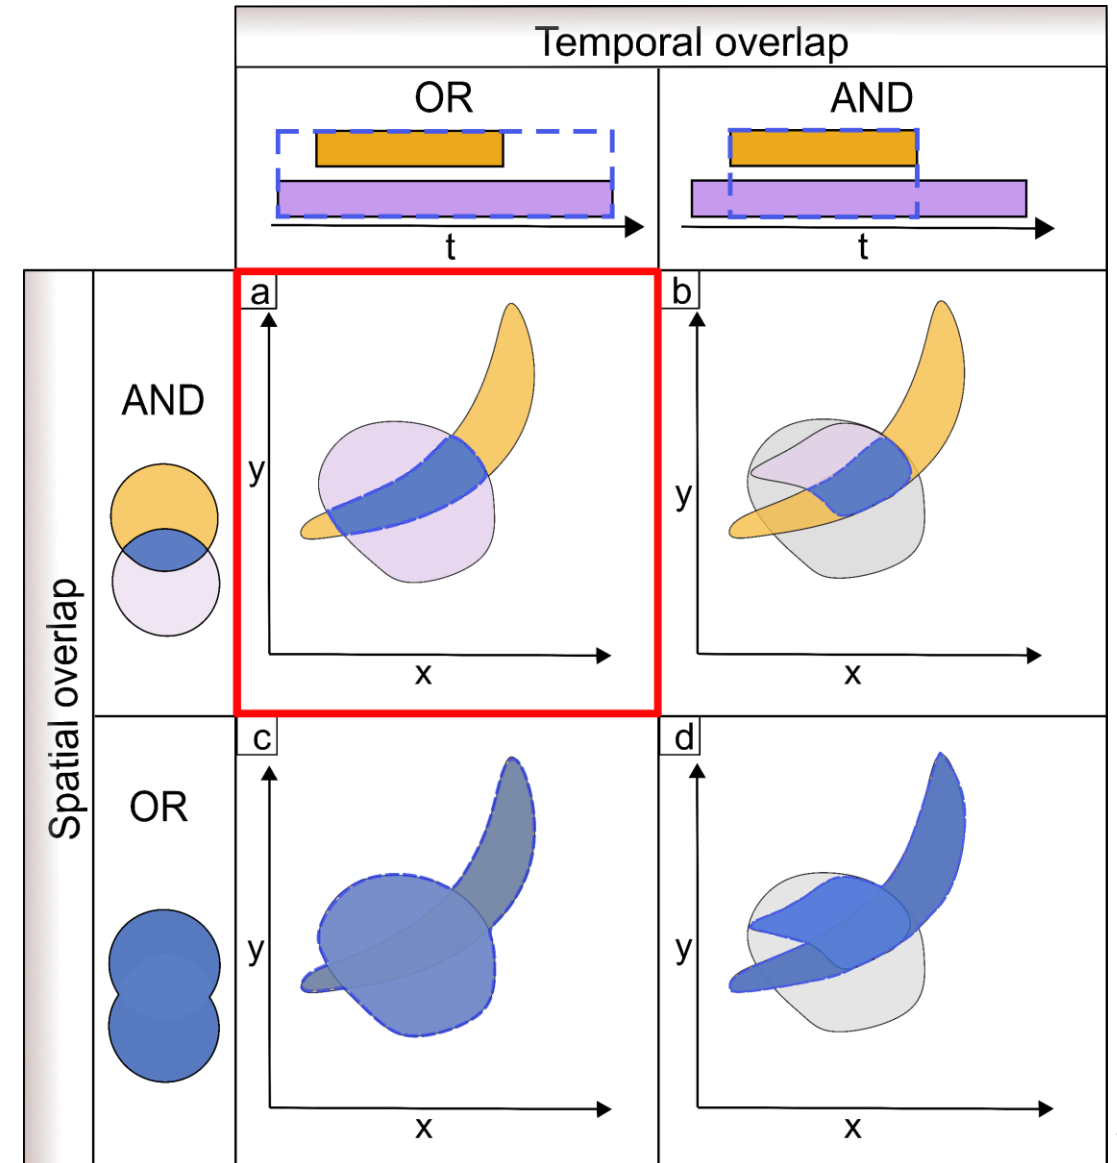 Temporal overlap
OR
AND
t
t
Spatial overlap
AND
a
y
x
b
y
x
OR
c
y
x
d
y
x